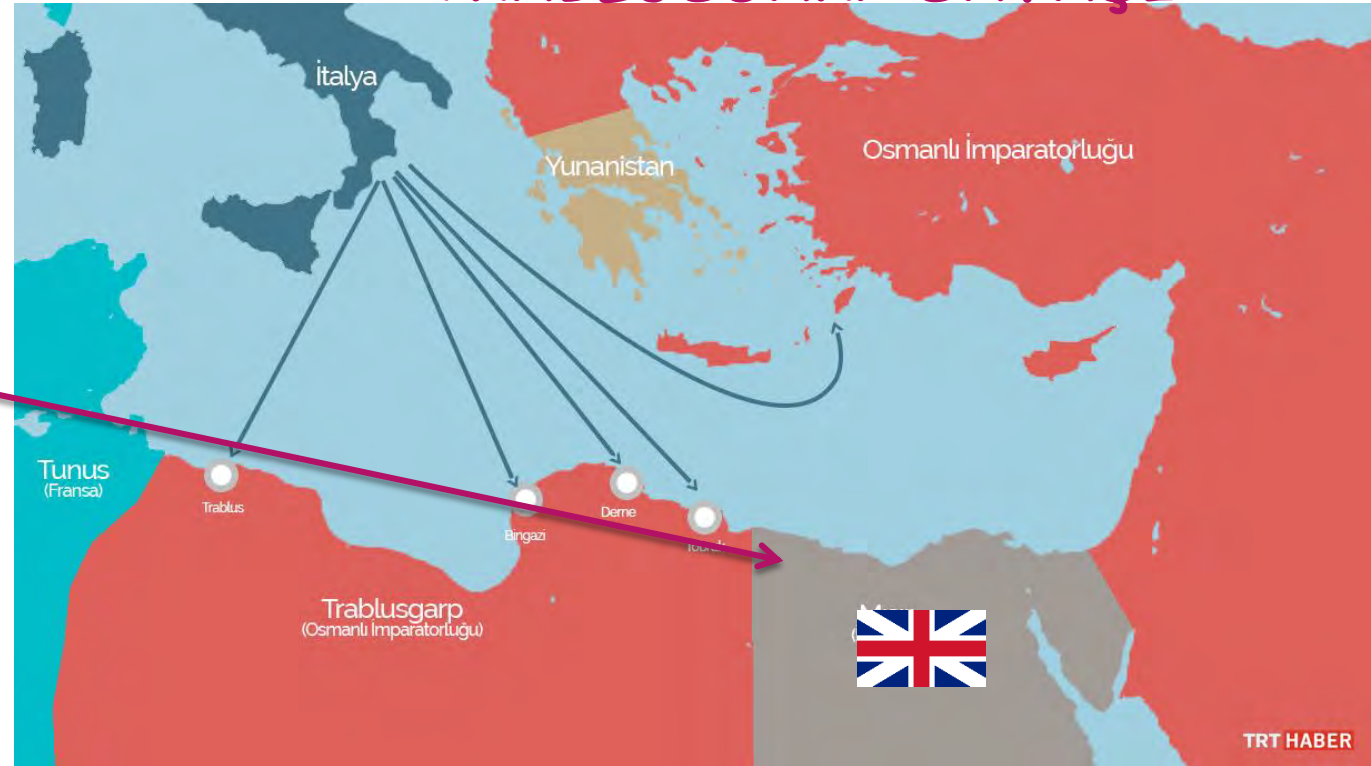 İtalya
Yunanistan
Osmanlı İmparatorluğu
Tunus
(Fransa)
Trablus
Bingazi
Derne
Trablusgarp
(Osmanlı İmparatorluğu)
TRT HABER